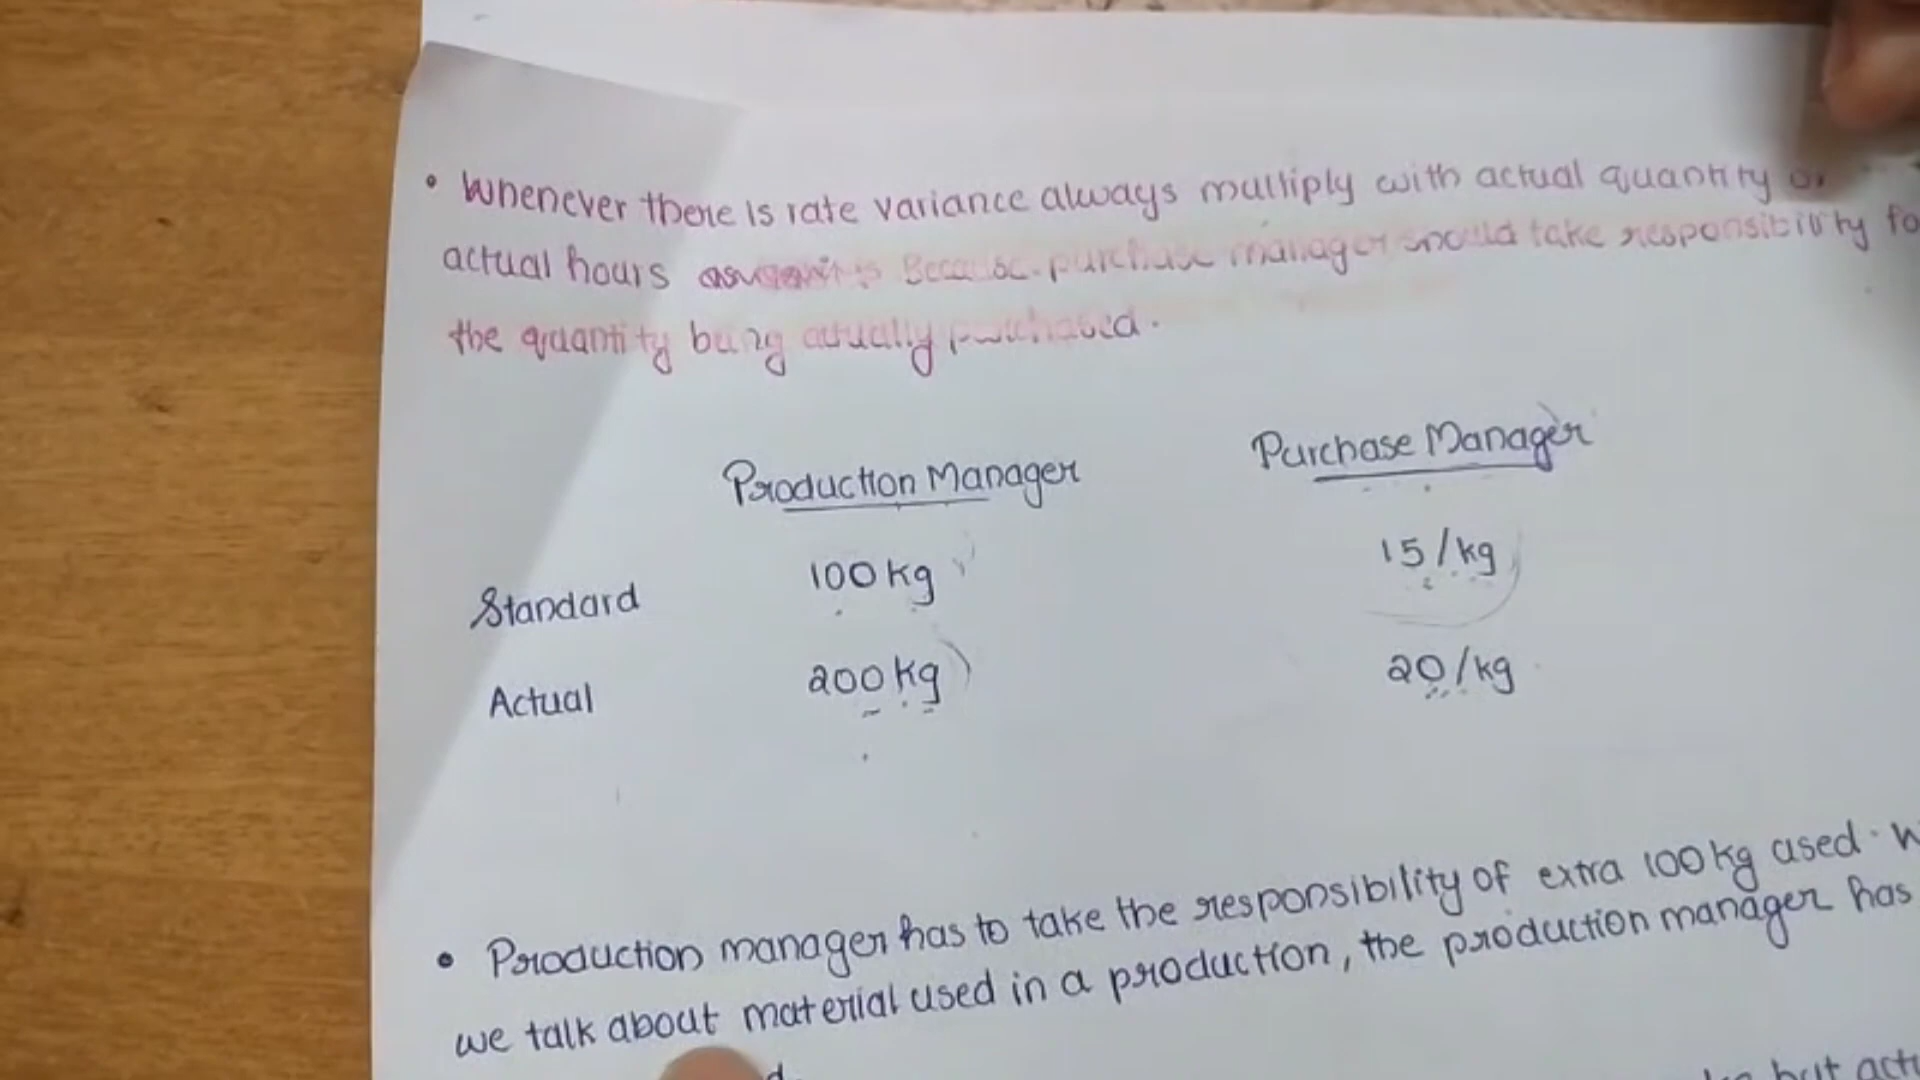 • Whenever there is rate variance always multiply with actual quantity or
actual hours Because purchase manager should take responsibility fo
the quantity being actually purchased.
Production Manager Purchase Manager
Standard 100 kg 15/kg
Actual 200 kg 20/kg
• Production manager has to take the responsibility of extra 100 kg used. W
we talk about material used in a production, the production manager has
but actu